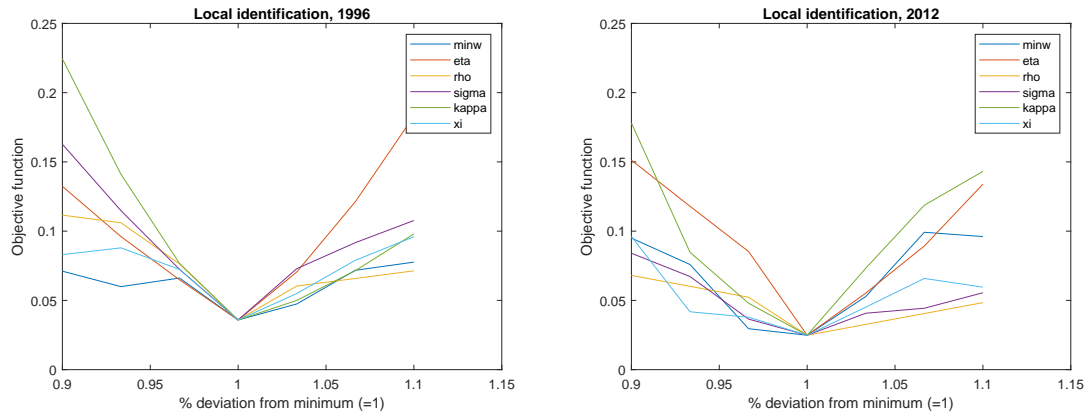 Local identification, 1996
0.25
0.2
0.15
0.1
0.05
0
Objective function
minw
eta
rho
sigma
kappa
xi
0.9 0.95 1 1.05 1.1 1.15
% deviation from minimum (=1)
Local identification, 2012
0.25
0.2
0.15
0.1
0.05
0
Objective function
minw
eta
rho
sigma
kappa
xi
0.9 0.95 1 1.05 1.1 1.15
% deviation from minimum (=1)